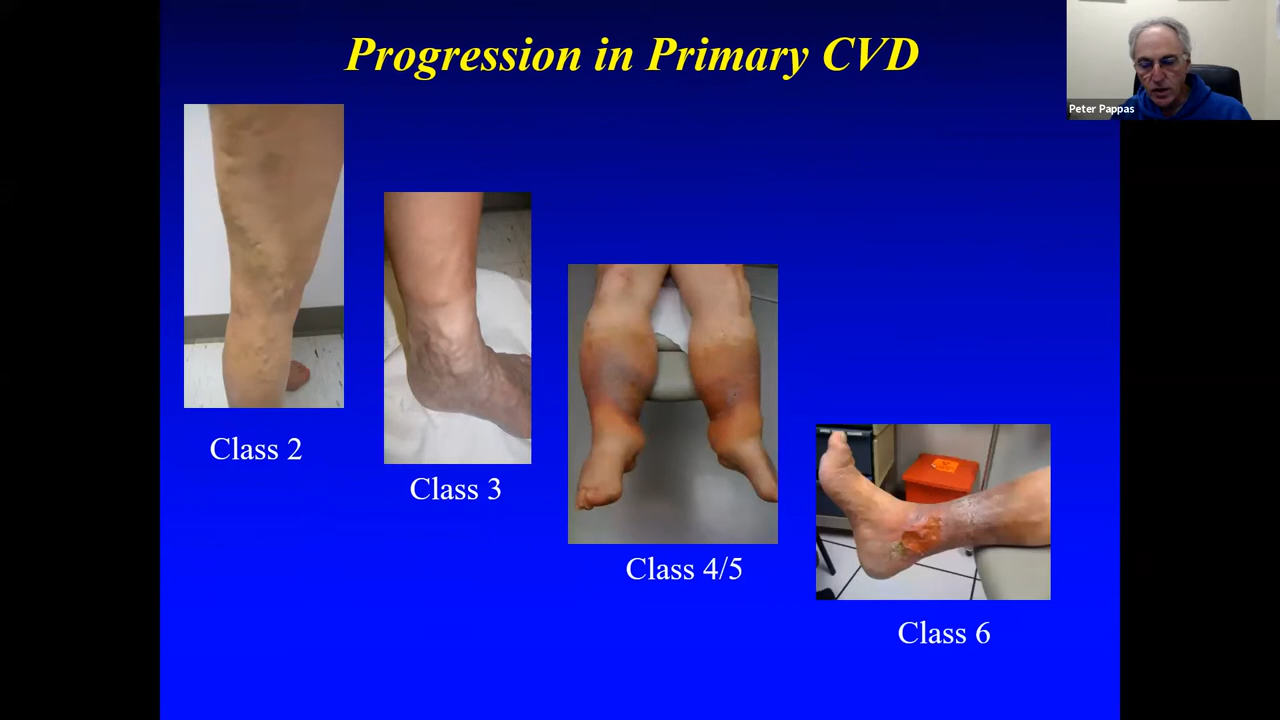 Progression in Primary CVD
Peter Pappas
Class 2
Class 3
Class 4/5
Class 6